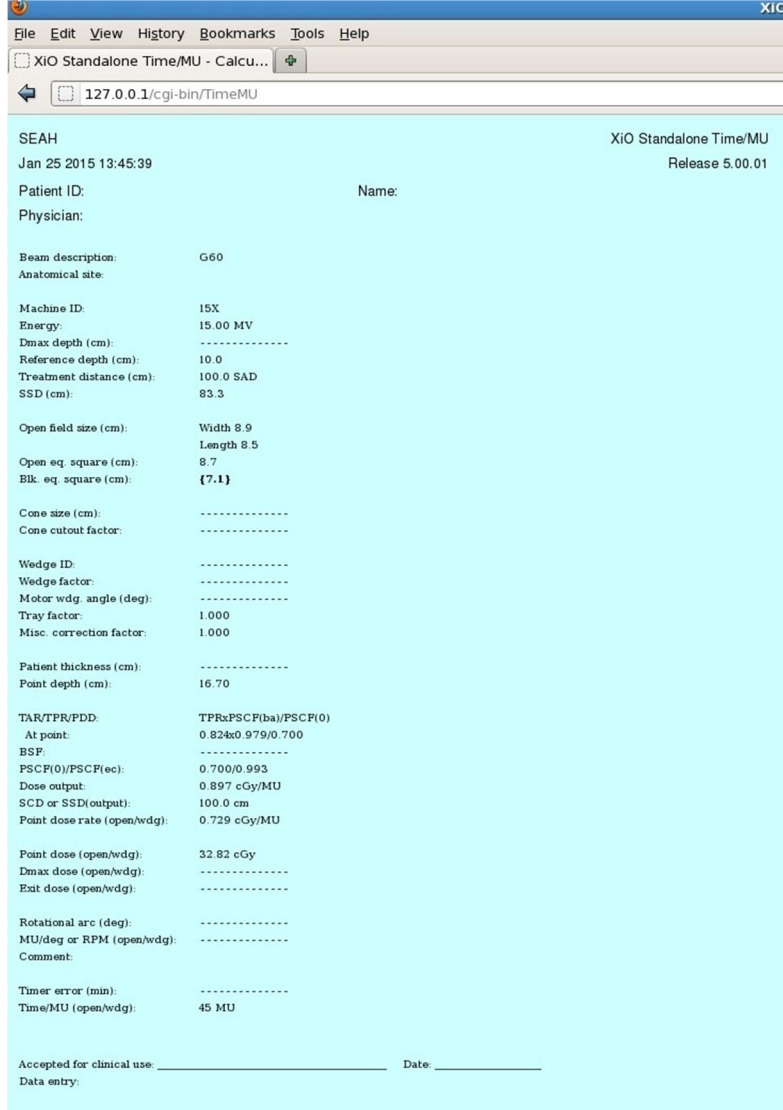 XiO
File Edit View History Bookmarks Tools Help
XiO Standalone Time/MU - Calcu...
127.0.0.1/cgi-bin/TimeMU
SEAH XiO Standalone Time/MU
Jan 25 2015 13:45:39 Release 5.00.01
Patient ID: Name:
Physician:
Beam description: G60
Anatomical site:
Machine ID: 15X
Energy: 15.00 MV
Dmax depth (cm): --------------
Reference depth (cm): 10.0
Treatment distance (cm): 100.0 SAD
SSD (cm): 83.3
Open field size (cm): Width 8.9
Length 8.5
Open eq. square (cm): 8.7
Blk. eq. square (cm): {7.1}
Cone size (cm): --------------
Cone cutout factor: --------------
Wedge ID: --------------
Wedge factor: --------------
Motor wdg. angle (deg): --------------
Tray factor: 1.000
Misc. correction factor: 1.000
Patient thickness (cm): --------------
Point depth (cm): 16.70
TAR/TPR/PDD: TPRxPSCF(ba)/PSCF(0)
At point: 0.824x0.979/0.700
BSF: --------------
PSCF(0)/PSCF(ec): 0.700/0.993
Dose output: 0.897 cGy/MU
SCD or SSD(output): 100.0 cm
Point dose rate (open/wdg): 0.729 cGy/MU
Point dose (open/wdg): 32.82 cGy
Dmax dose (open/wdg): --------------
Exit dose (open/wdg): --------------
Rotational arc (deg): --------------
MU/deg or RPM (open/wdg): --------------
Comment:
Timer error (min): --------------
Time/MU (open/wdg): 45 MU
Accepted for clinical use: ____________________ Date: __________
Data entry: